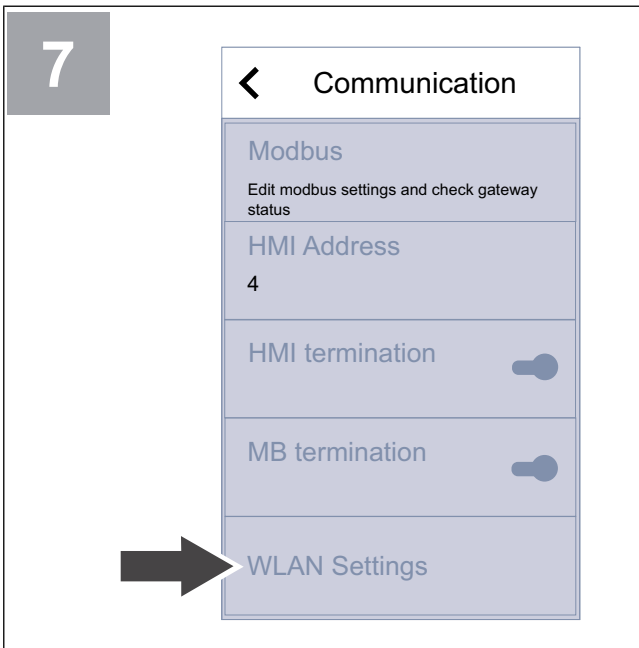 7
Communication
Modbus
Edit modbus settings and check gateway
status
HMI Address
4
HMI termination
MB termination
WLAN Settings